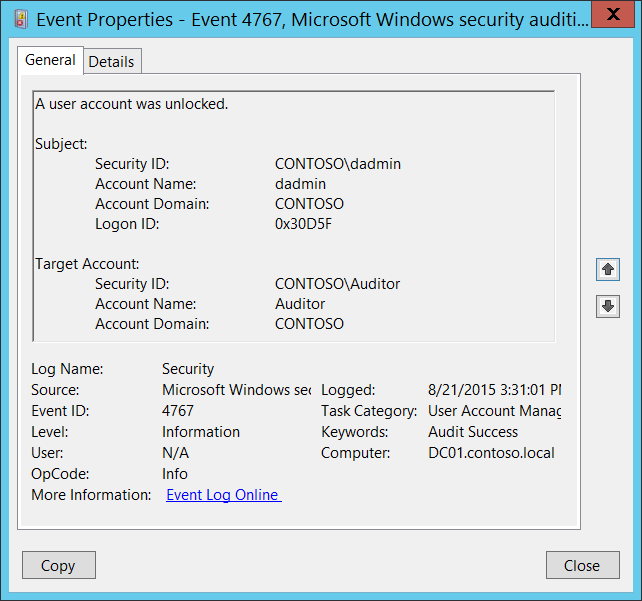 Event Properties - Event 4767, Microsoft Windows security auditi...
X
General Details
A user account was unlocked.
Subject:
Security ID: CONTOSO\dadmin
Account Name: dadmin
Account Domain: CONTOSO
Logon ID: 0x30D5F
Target Account:
Security ID: CONTOSO\Auditor
Account Name: Auditor
Account Domain: CONTOSO
Log Name: Security
Source: Microsoft Windows sec Logged: 8/21/2015 3:31:01 PM
Event ID: 4767 Task Category: User Account Manag
Level: Information Keywords: Audit Success
User: N/A Computer: DC01.contoso.local
OpCode: Info
More Information: Event Log Online
Copy Close